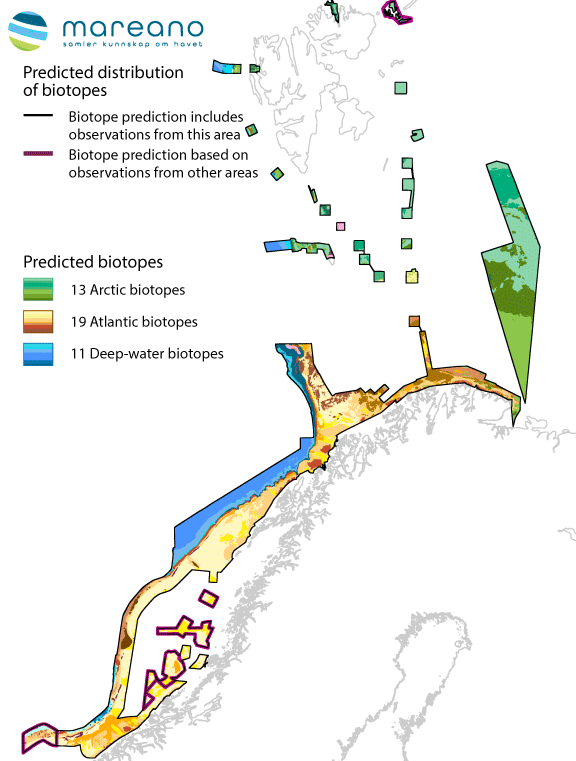 mareano
samler kunnskap om havet
Predicted distribution
of biotopes
Biotope prediction includes
observations from this area
Biotope prediction based on
observations from other areas
Predicted biotopes
13 Arctic biotopes
19 Atlantic biotopes
11 Deep-water biotopes